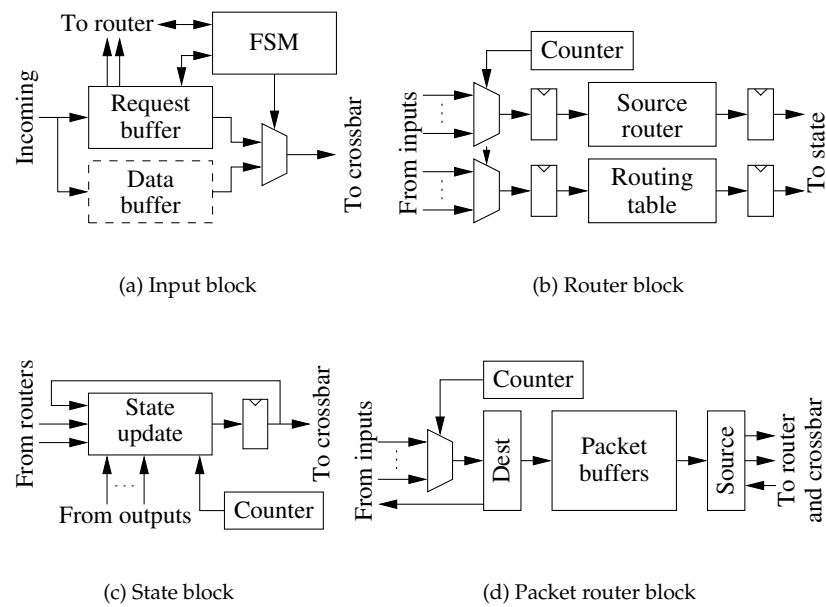 To router
FSM
Incoming
Request
buffer
Data
buffer
To crossbar
(a) Input block
Counter
From inputs
Source
router
Routing
table
To state
(b) Router block
From routers
State
update
To crossbar
From outputs
Counter
(c) State block
Counter
From inputs
Dest
Packet
buffers
Source
To router
and crossbar
(d) Packet router block